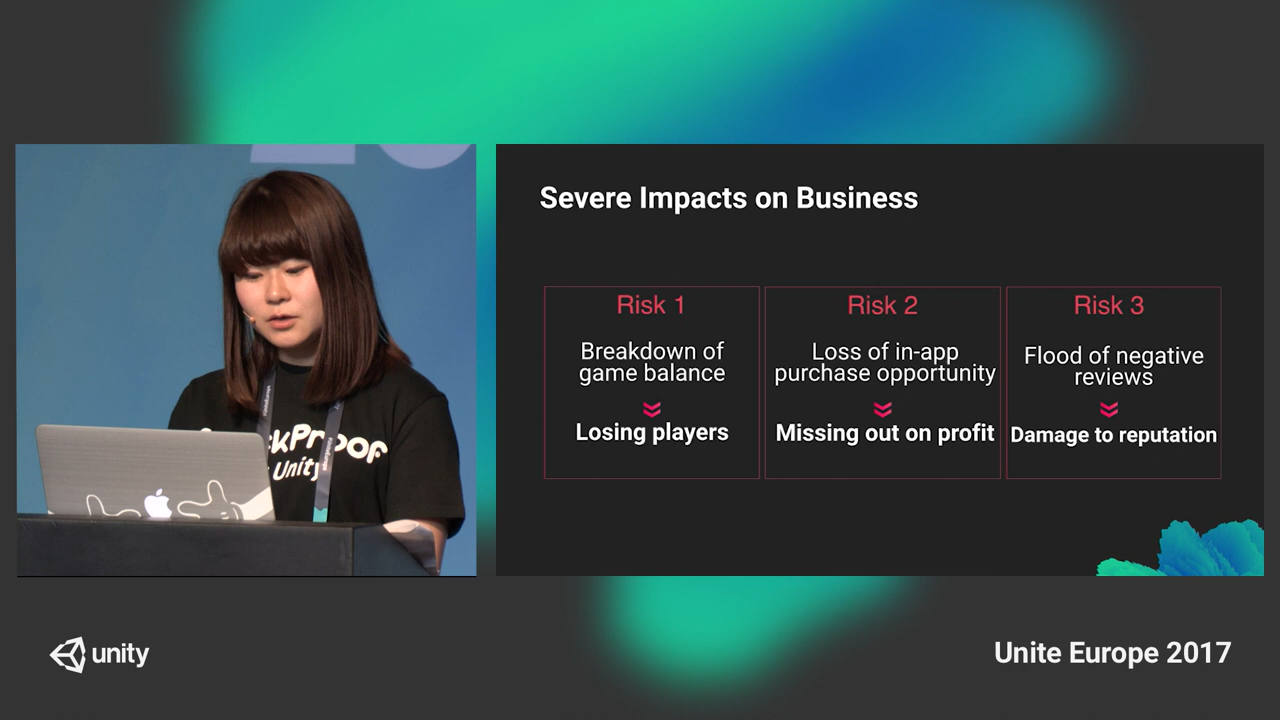 Severe Impacts on Business
Risk 1
Breakdown of
game balance
Losing players
Risk 2
Loss of in-app
purchase opportunity
Missing out on profit
Risk 3
Flood of negative
reviews
Damage to reputation
Unity
unity
Unite Europe 2017